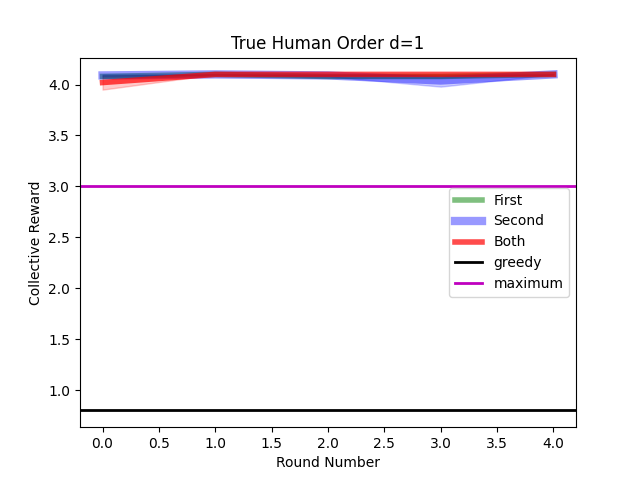 True Human Order d=1
Collective Reward
4.0
3.5
3.0
2.5
2.0
1.5
1.0
First
Second
Both
greedy
maximum
0.0 0.5 1.0 1.5 2.0 2.5 3.0 3.5 4.0
Round Number